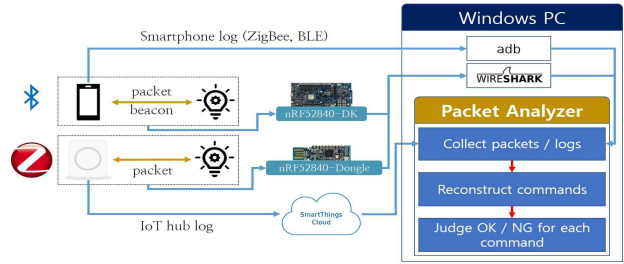 Windows PC
Smartphone log (ZigBee, BLE)
adb
WIRESHARK
packet
beacon
nRF52840-DK
Packet Analyzer
Collect packets / logs
packet
nRF52840-Dongle
Reconstruct commands
SmartThings
Cloud
IoT hub log
Judge OK / NG for each
command